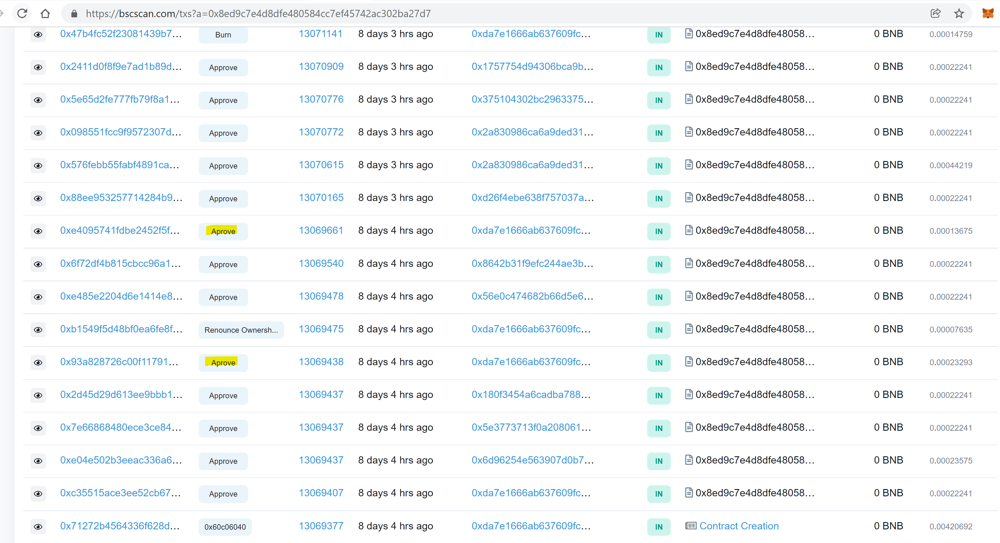 https://bscscan.com/txs?a=0x8ed9c7e4d8dfe480584cc7ef45742ac302ba27d7
0x47b4fc52f23081439b7... Burn 13071141 8 days 3 hrs ago 0xda7e1666ab637609fc... IN 0x8ed9c7e4d8dfe48058... 0 BNB 0.00014759
0x2411d0f8f9e7ad1b89d... Approve 13070909 8 days 3 hrs ago 0x1757754d94306bca9b... IN 0x8ed9c7e4d8dfe48058... 0 BNB 0.00022241
0x5e65d2fe777fb79f8a1... Approve 13070776 8 days 3 hrs ago 0x375104302bc2963375... IN 0x8ed9c7e4d8dfe48058... 0 BNB 0.00022241
0x098551fcc9f9572307d... Approve 13070772 8 days 3 hrs ago 0x2a830986ca6a9ded31... IN 0x8ed9c7e4d8dfe48058... 0 BNB 0.00022241
0x576febb55fabf4891ca... Approve 13070615 8 days 3 hrs ago 0x2a830986ca6a9ded31... IN 0x8ed9c7e4d8dfe48058... 0 BNB 0.00044219
0x88ee953257714284b9... Approve 13070165 8 days 3 hrs ago 0xd26f4ebe638f757037a... IN 0x8ed9c7e4d8dfe48058... 0 BNB 0.00022241
0xe4095741fdbe2452f5f... Aprove 13069661 8 days 4 hrs ago 0xda7e1666ab637609fc... IN 0x8ed9c7e4d8dfe48058... 0 BNB 0.00013675
0x6f72df4b815cbcc96a1... Approve 13069540 8 days 4 hrs ago 0x8642b31f9efc244ae3b... IN 0x8ed9c7e4d8dfe48058... 0 BNB 0.00022241
0xe485e2204d6e1414e8... Approve 13069478 8 days 4 hrs ago 0x56e0c474682b66d5e6... IN 0x8ed9c7e4d8dfe48058... 0 BNB 0.00022241
0xb1549f5d48bf0ea6fe8f... Renounce Ownersh... 13069475 8 days 4 hrs ago 0xda7e1666ab637609fc... IN 0x8ed9c7e4d8dfe48058... 0 BNB 0.00007635
0x93a828726c00f11791... Aprove 13069438 8 days 4 hrs ago 0xda7e1666ab637609fc... IN 0x8ed9c7e4d8dfe48058... 0 BNB 0.00023293
0x2d45d29d613ee9bbb1... Approve 13069437 8 days 4 hrs ago 0x180f3454a6cadba788... IN 0x8ed9c7e4d8dfe48058... 0 BNB 0.00022241
0x7e66868480ece3ce84... Approve 13069437 8 days 4 hrs ago 0x5e3773713f0a208061... IN 0x8ed9c7e4d8dfe48058... 0 BNB 0.00022241
0xe04e502b3eeac336a6... Approve 13069437 8 days 4 hrs ago 0x6d96254e563907d0b7... IN 0x8ed9c7e4d8dfe48058... 0 BNB 0.00023575
0xc35515ace3ee52cb67... Approve 13069407 8 days 4 hrs ago 0xda7e1666ab637609fc... IN 0x8ed9c7e4d8dfe48058... 0 BNB 0.00022241
0x71272b4564336f628d... 0x60c06040 13069377 8 days 4 hrs ago 0xda7e1666ab637609fc... IN Contract Creation 0 BNB 0.00420692